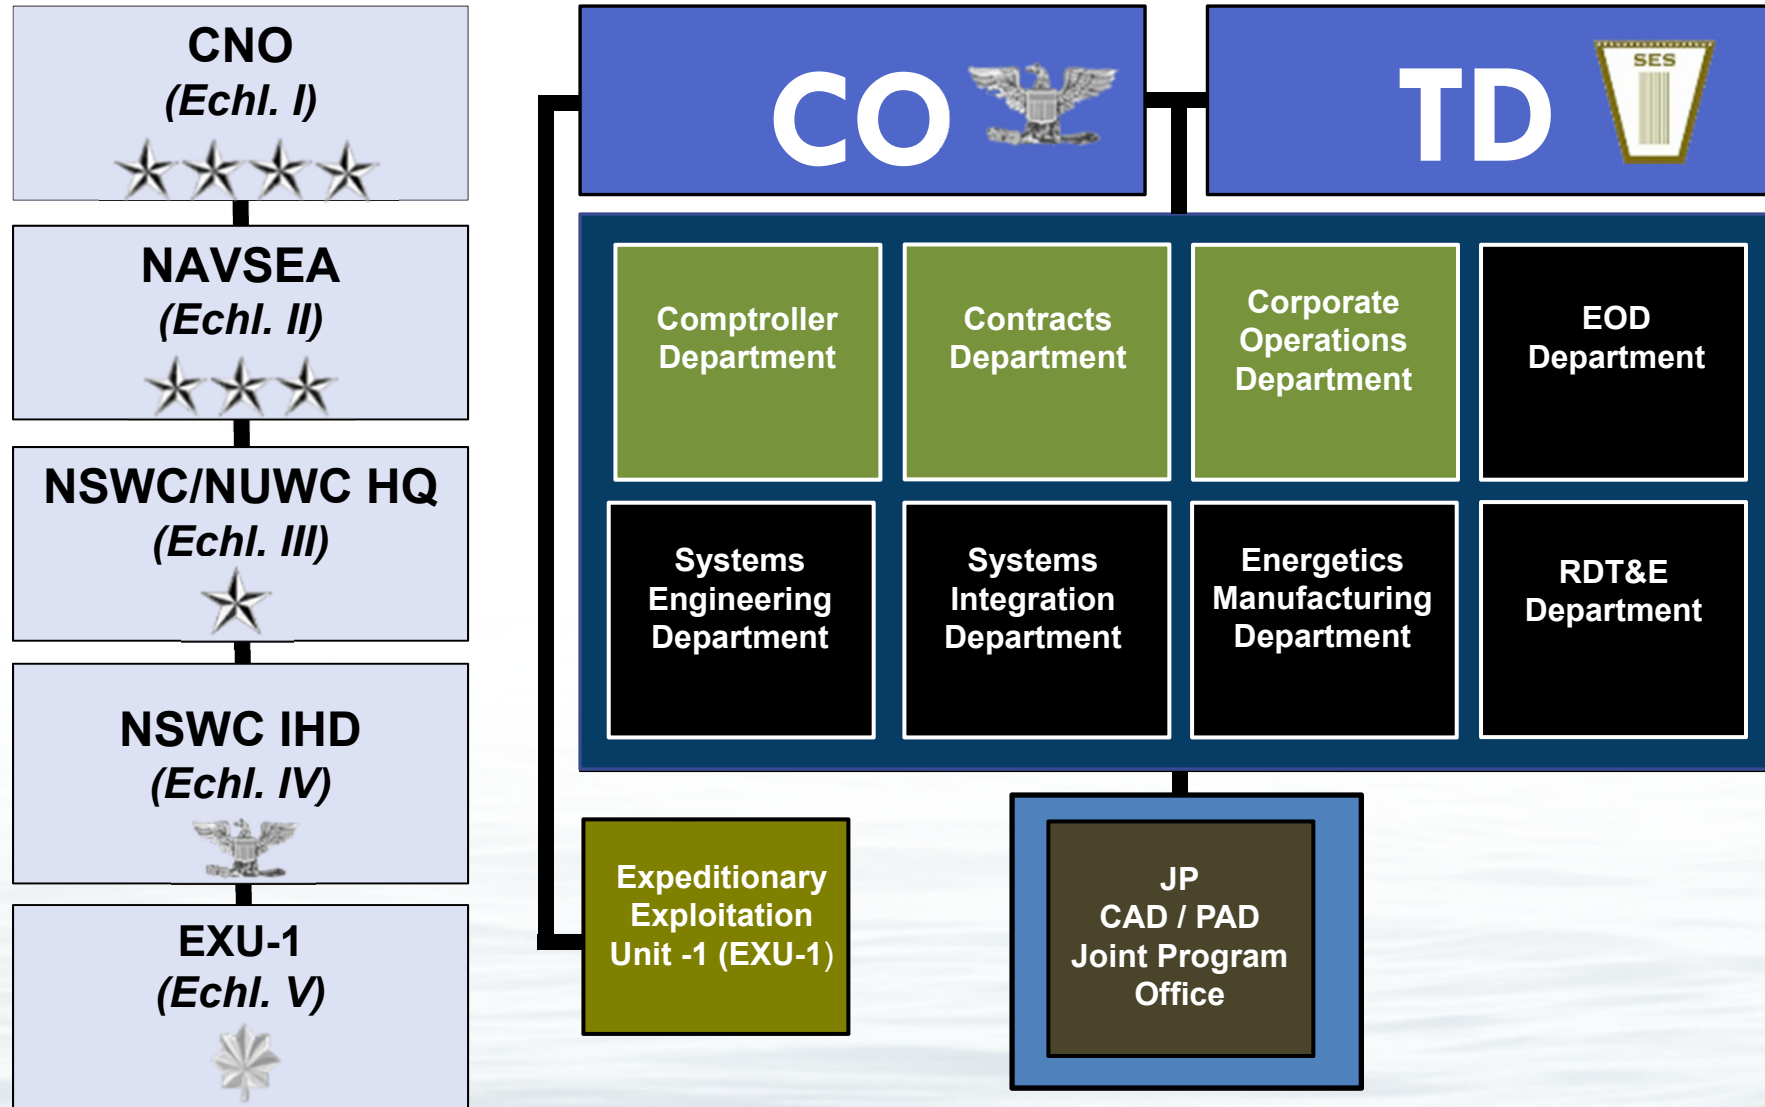 CNO
(Echl. I)
NAVSEA
(Echl. II)
NSWC/NUWC HQ
(Echl. III)
NSWC IHD
(Echl. IV)
EXU-1
(Echl. V)
CO
TD
SES
Comptroller
Department
Contracts
Department
Corporate
Operations
Department
EOD
Department
Systems
Engineering
Department
Systems
Integration
Department
Energetics
Manufacturing
Department
RDT&E
Department
Expeditionary
Exploitation
Unit -1 (EXU-1)
JP
CAD / PAD
Joint Program
Office